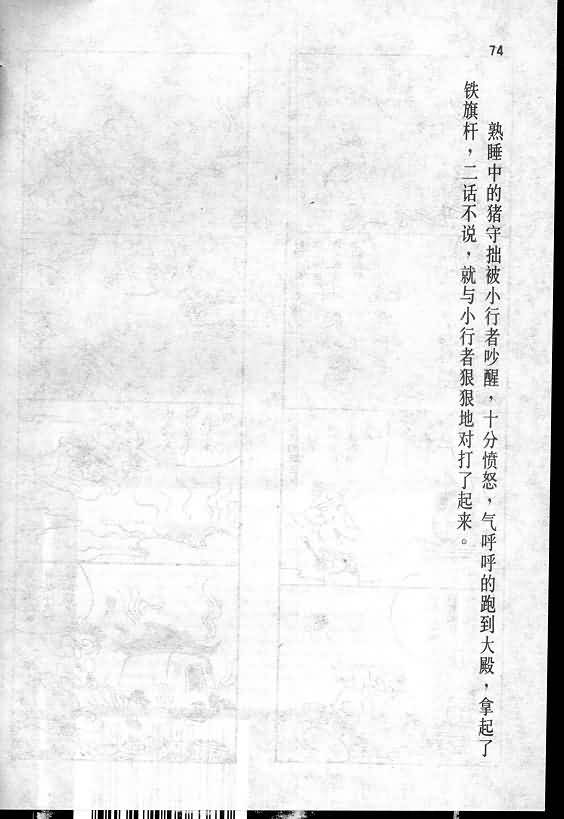 74
熟睡中的猪守拙被小行者吵醒，十分愤怒，气呼呼的跑到大殿，拿起了
铁旗杆，二话不说，就与小行者狠狠地对打了起来。